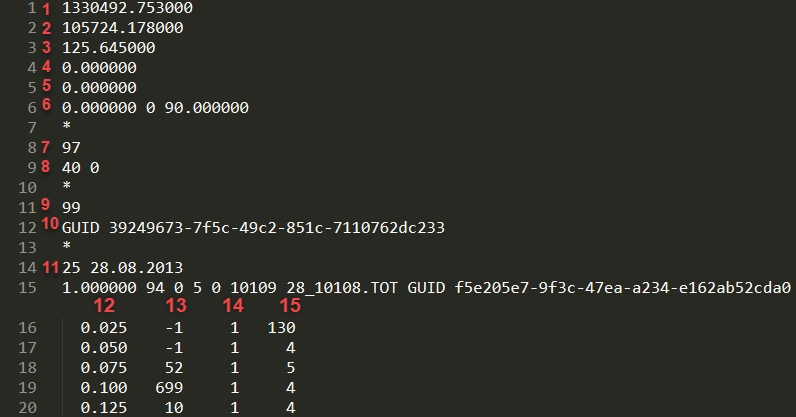 1 1 1330492.753000
2 2 105724.178000
3 3 125.645000
4 4 0.000000
5 5 0.000000
6 6 0.000000 0 90.000000
7 *
8 7 97
9 8 40 0
10 *
11 9 99
12 10 GUID 39249673-7f5c-49c2-851c-7110762dc233
13 *
14 11 25 28.08.2013
15 1.000000 94 0 5 0 10109 28_10108.TOT GUID f5e205e7-9f3c-47ea-a234-e162ab52cda0
12 13 14 15
16 0.025 -1 1 130
17 0.050 -1 1 4
18 0.075 52 1 5
19 0.100 699 1 4
20 0.125 10 1 4